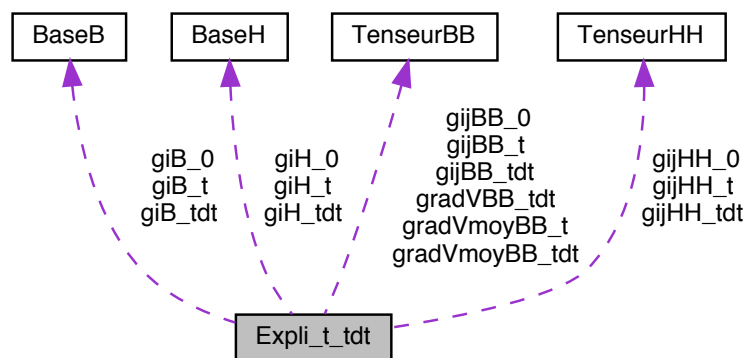 BaseB
BaseH
TenseurBB
TenseurHH
giB_0
giB_t
giB_tdt
giH_0
giH_t
giH_tdt
gijBB_0
gijBB_t
gijBB_tdt
gradVBB_tdt
gradVmoyBB_t
gradVmoyBB_tdt
gijHH_0
gijHH_t
gijHH_tdt
Expli_t_tdt